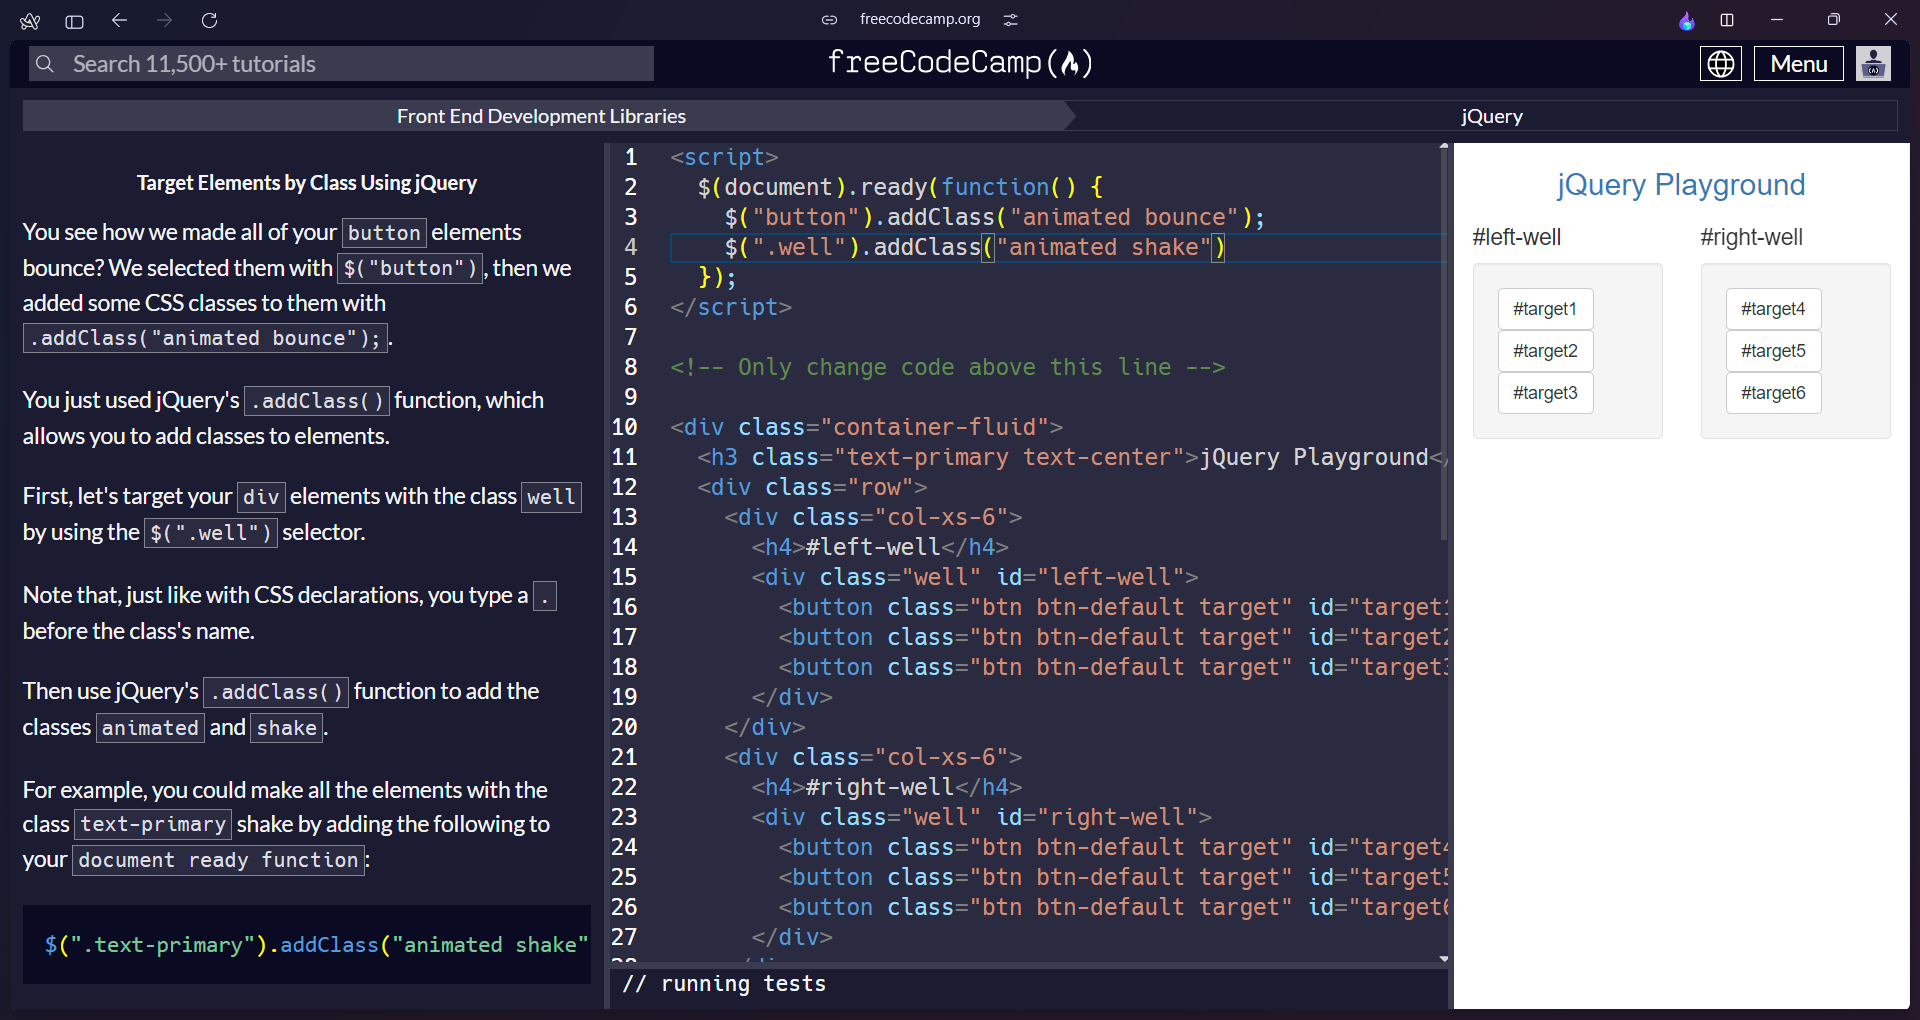 freecodecamp.org
Search 11,500+ tutorials
freeCodeCamp
Menu
Front End Development Libraries
jQuery
Target Elements by Class Using jQuery
You see how we made all of your button elements
bounce? We selected them with $("button"), then we
added some CSS classes to them with
.addClass("animated bounce");.
You just used jQuery's .addClass() function, which
allows you to add classes to elements.
First, let's target your div elements with the class well
by using the $(".well") selector.
Note that, just like with CSS declarations, you type a .
before the class's name.
Then use jQuery's .addClass() function to add the
classes animated and shake.
For example, you could make all the elements with the
class text-primary shake by adding the following to
your document ready function:
$(".text-primary").addClass("animated shake"
1 <script>
2 $(document).ready(function() {
3 $("button").addClass("animated bounce");
4 $(".well").addClass("animated shake")
5 });
6 </script>
7
8 <!-- Only change code above this line -->
9
10 <div class="container-fluid">
11 <h3 class="text-primary text-center">jQuery Playground<
12 <div class="row">
13 <div class="col-xs-6">
14 <h4>#left-well</h4>
15 <div class="well" id="left-well">
16 <button class="btn btn-default target" id="target1
17 <button class="btn btn-default target" id="target2
18 <button class="btn btn-default target" id="target3
19 </div>
20 </div>
21 <div class="col-xs-6">
22 <h4>#right-well</h4>
23 <div class="well" id="right-well">
24 <button class="btn btn-default target" id="target4
25 <button class="btn btn-default target" id="target5
26 <button class="btn btn-default target" id="target6
27 </div>
// running tests
jQuery Playground
#left-well
#target1
#target2
#target3
#right-well
#target4
#target5
#target6